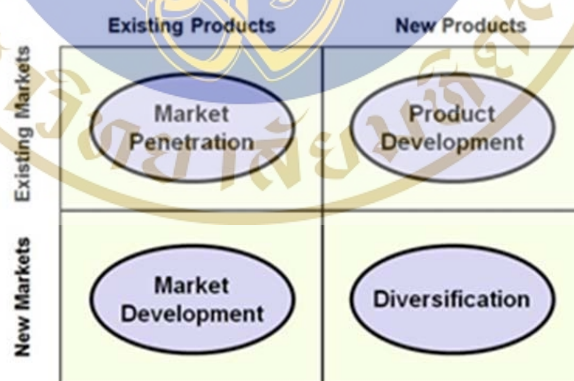 Existing Products
New Products
Existing Markets
Market
Penetration
Product
Development
New Markets
Market
Development
Diversification